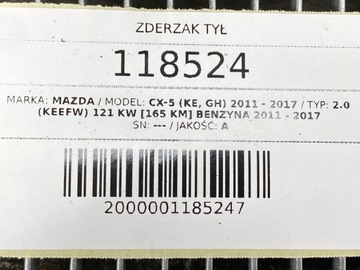 ZDERZAK TYŁ
118524
MARKA: MAZDA / MODEL: CX-5 (KE, GH) 2011 - 2017 / TYP: 2.0
(KEEFW) 121 KW [165 KM] BENZYNA 2011 - 2017
SN: --- / JAKOŚĆ: A
2000001185247